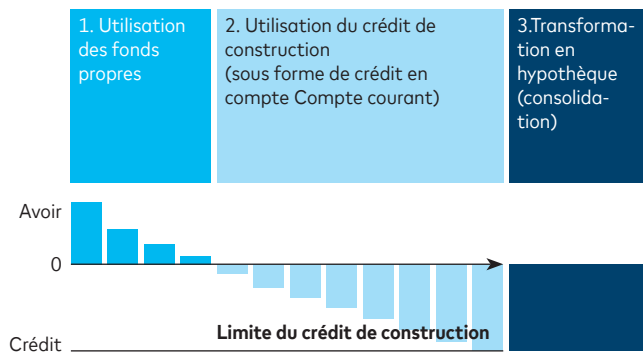 1. Utilisation
des fonds
propres
2. Utilisation du crédit de
construction
(sous forme de crédit en
compte Compte courant)
3.Transforma-
tion en
hypothèque
(consolida-
tion)
Avoir
0
Limite du crédit de construction
Crédit